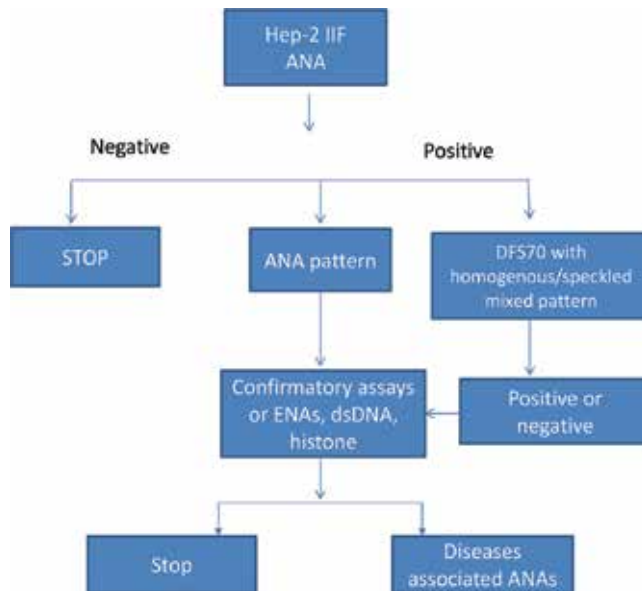 Hep-2 IIF
ANA
Negative
Positive
STOP
ANA pattern
DFS70 with
homogenous/speckled
mixed pattern
Confirmatory assays
or ENAs, dsDNA,
histone
Positive or
negative
Stop
Diseases
associated ANAs